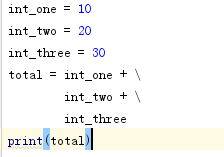 int_one = 10
int_two = 20
int_three = 30
total = int_one + \
        int_two + \
        int_three
print(total)